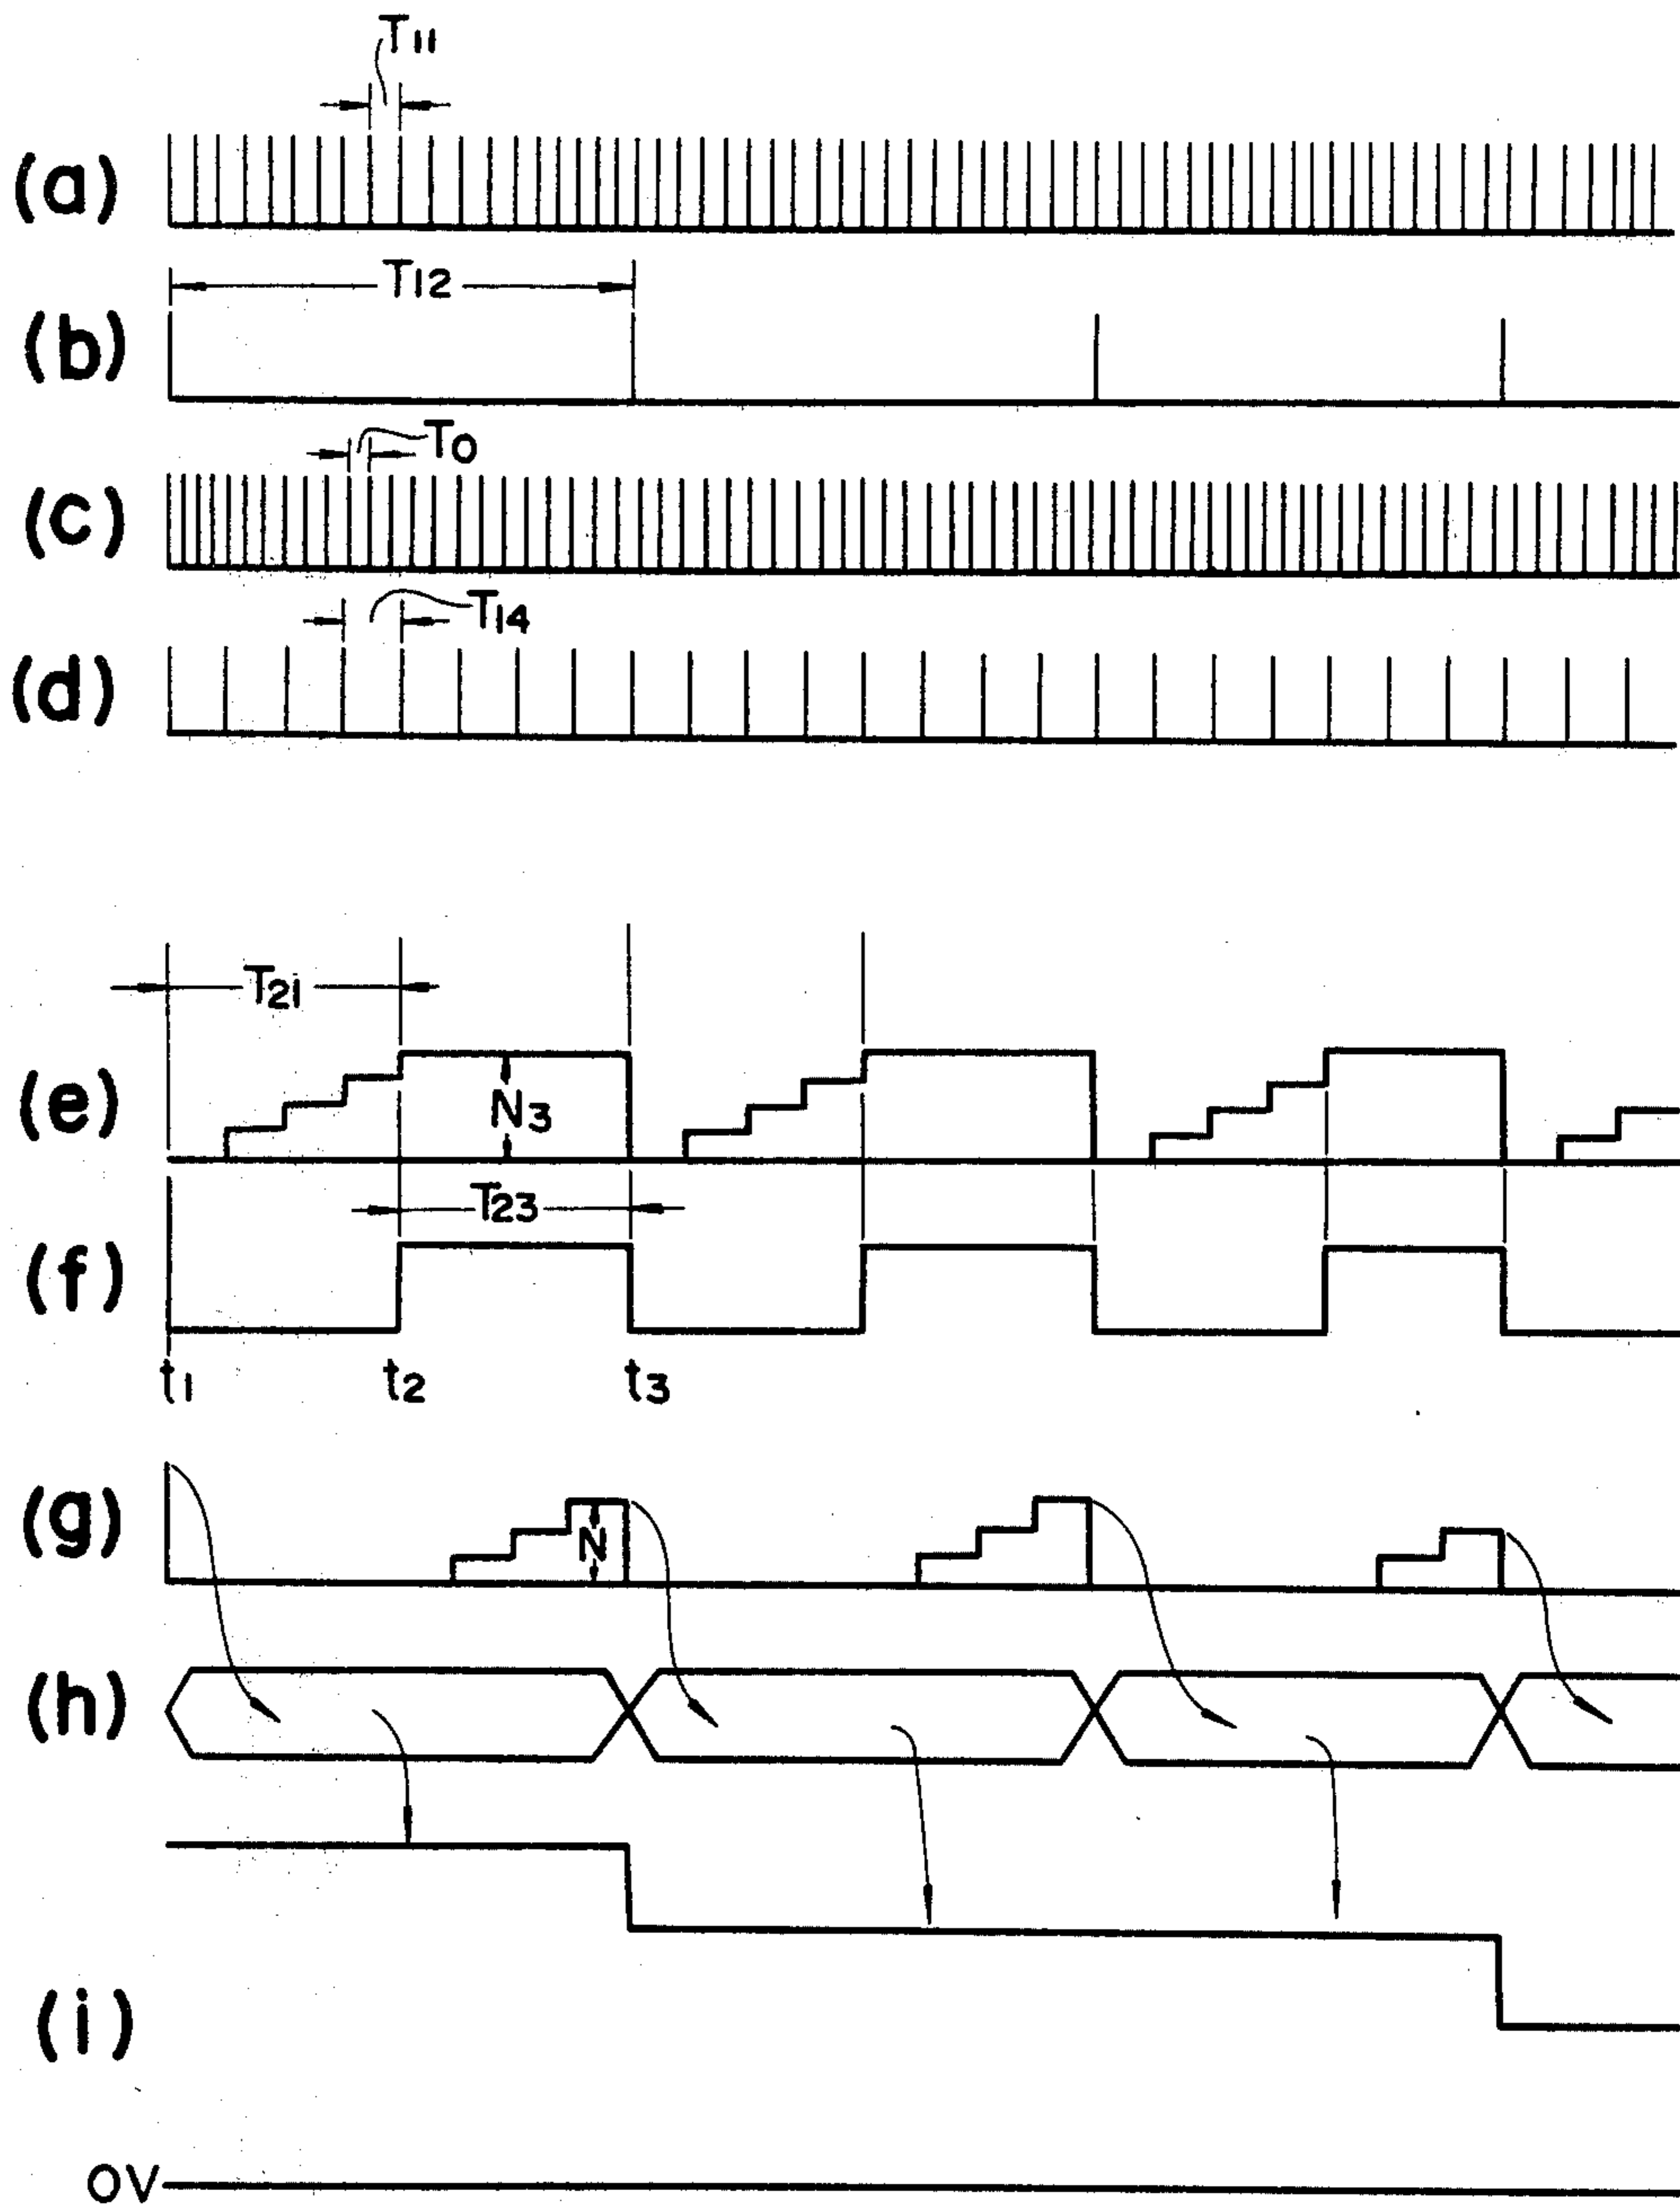 T11
(a)
T12
(b)
T0
(c)
T14
(d)
T21
(e)
N3
T23
(f)
t1 t2 t3
(g)
N
(h)
(i)
0V